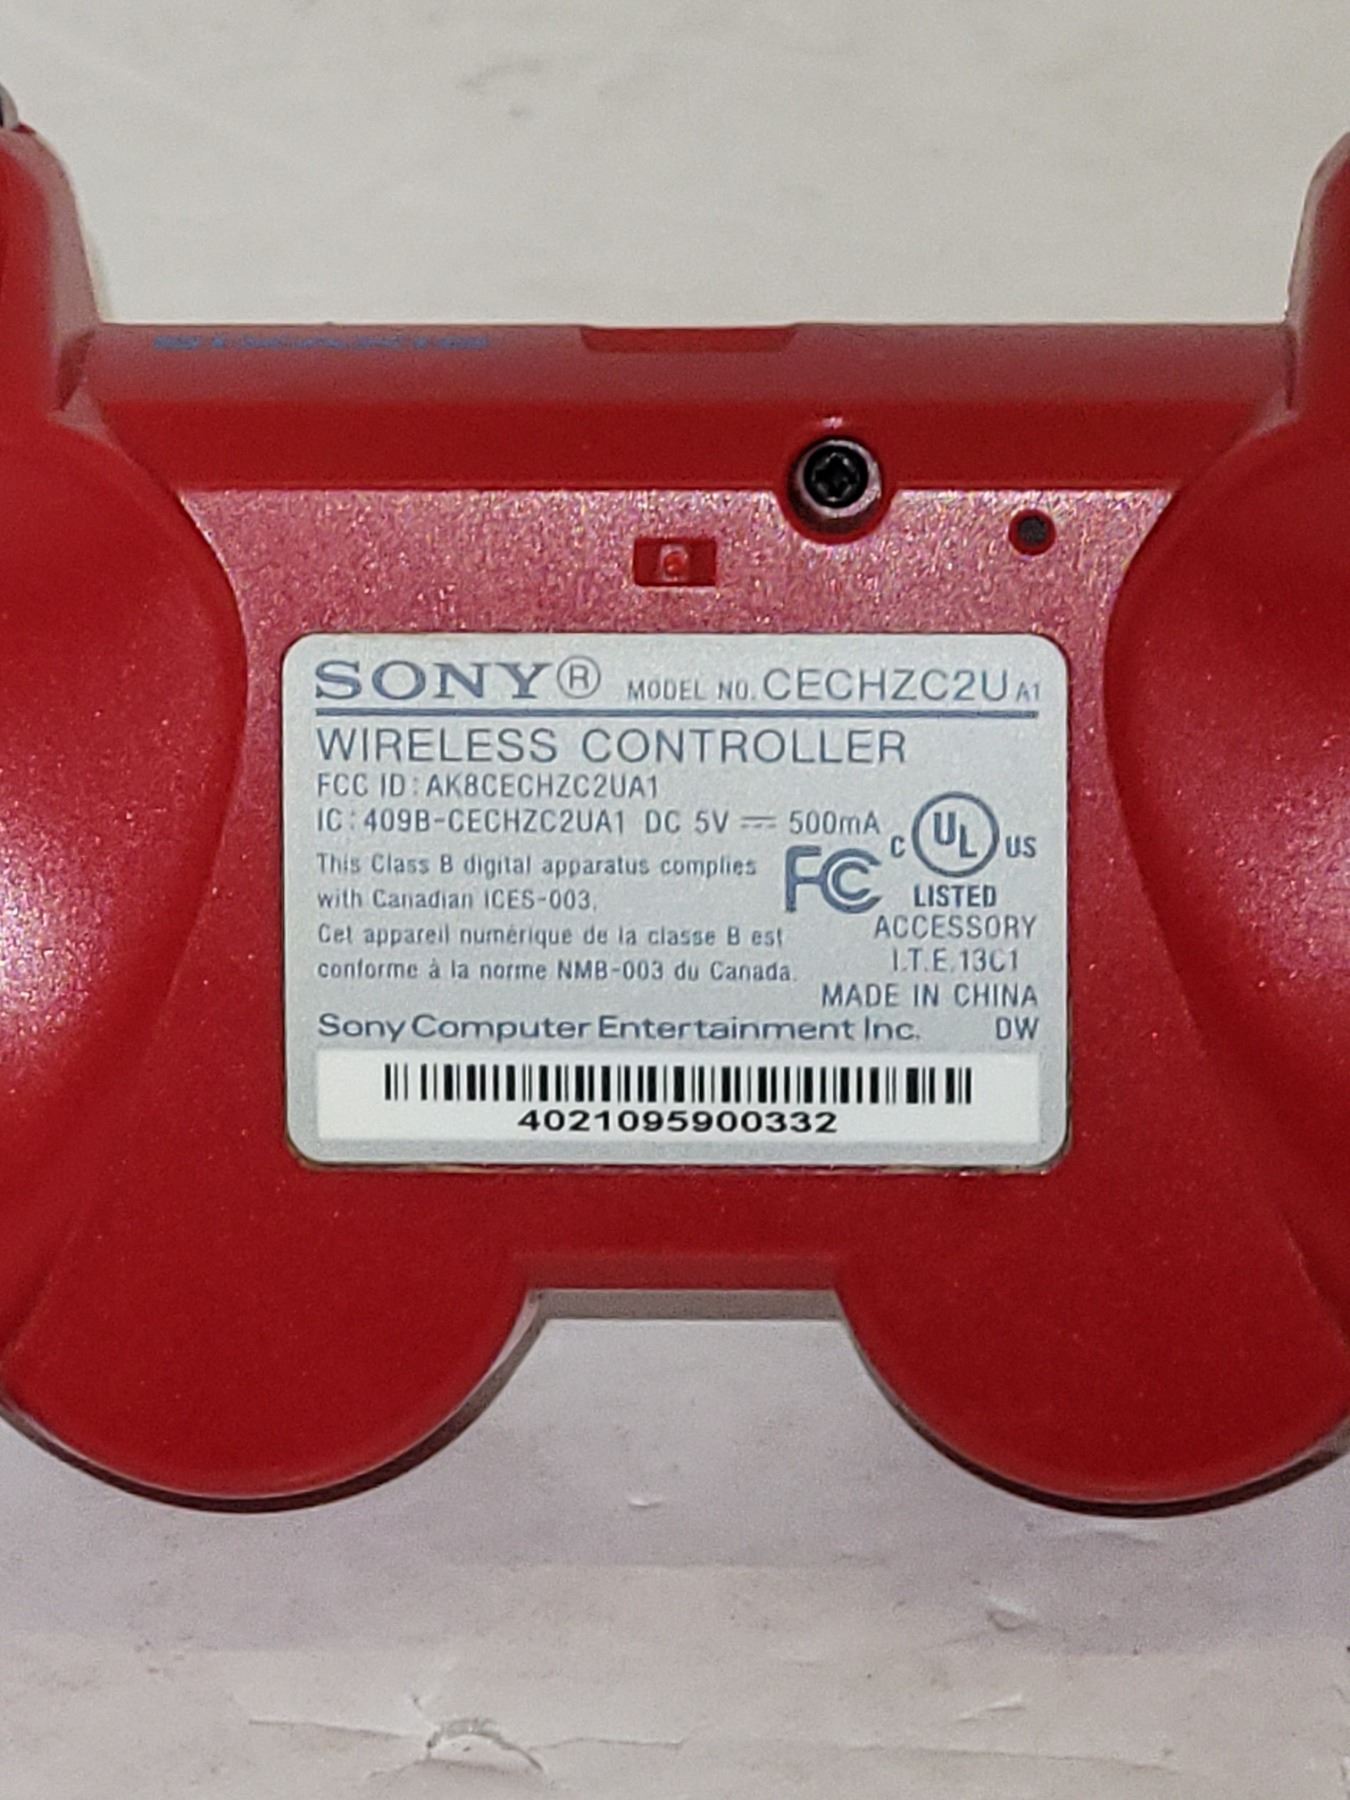 SONY® MODEL NO. CECHZC2U A1
WIRELESS CONTROLLER
FCC ID: AK8CECHZC2UA1
IC: 409B-CECHZC2UA1 DC 5V ⎓ 500mA
This Class B digital apparatus complies
with Canadian ICES-003.
Cet appareil numérique de la classe B est
conforme à la norme NMB-003 du Canada.
FC
C UL US
LISTED
ACCESSORY
I.T.E.13C1
MADE IN CHINA
Sony Computer Entertainment Inc. DW
4021095900332